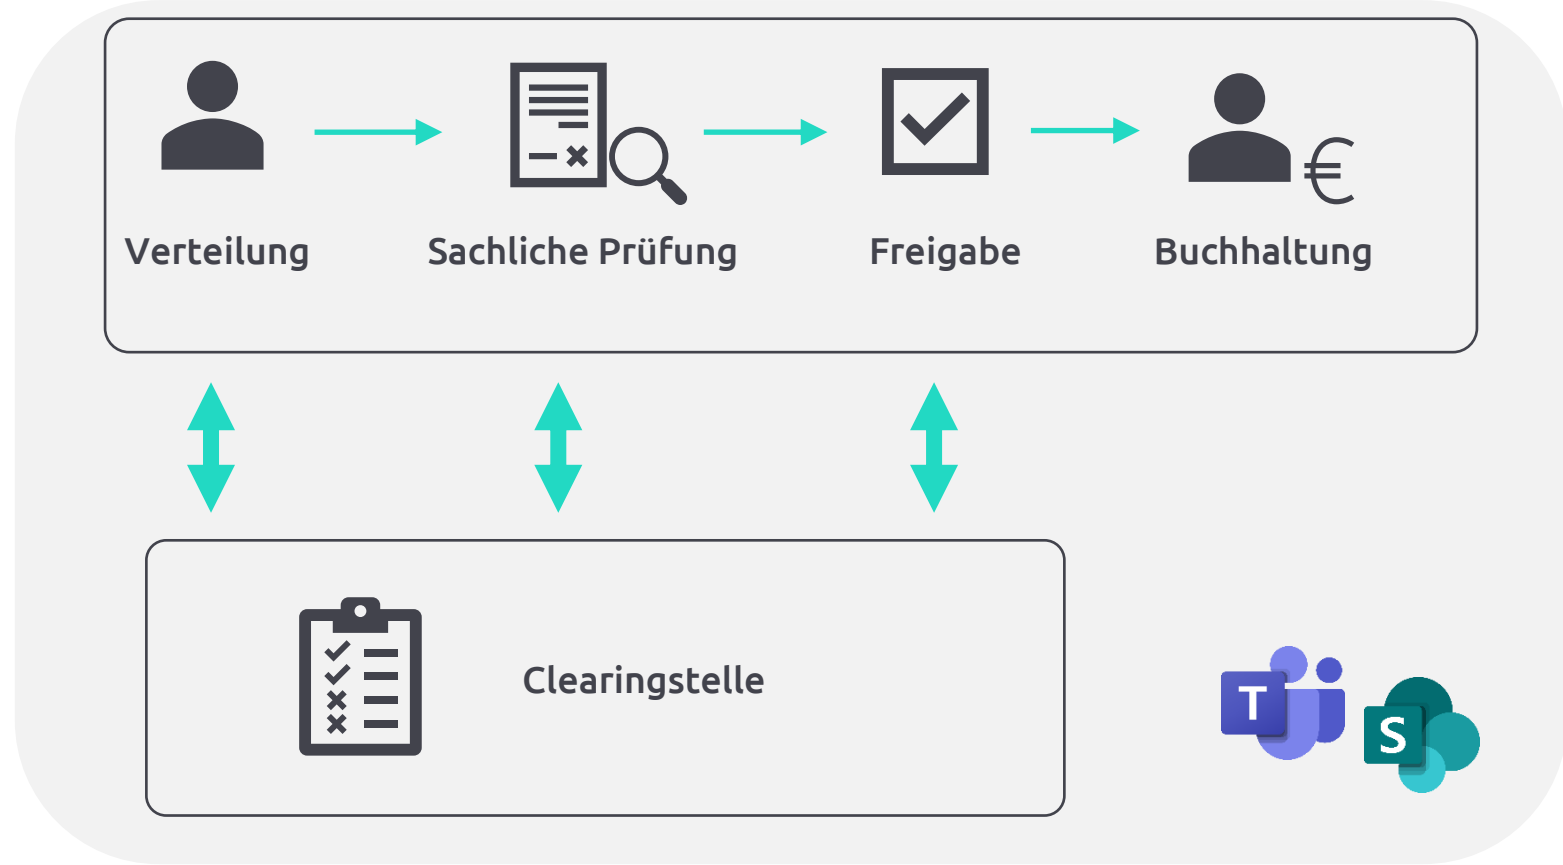 €
Verteilung
Sachliche Prüfung
Freigabe
Buchhaltung
Clearingstelle
T
S